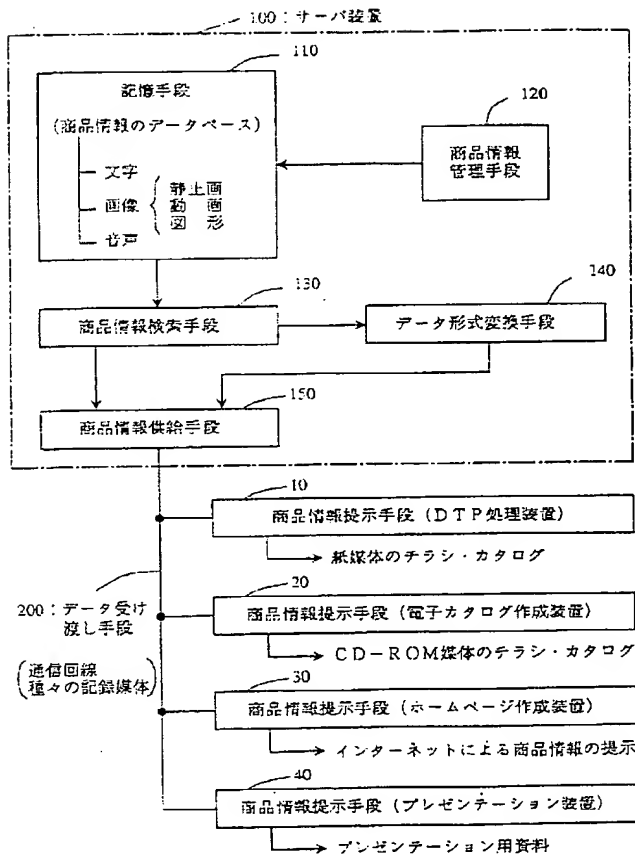 100：サーバ装置
110
記憶手段
(商品情報のデータベース)
文字
画像
静止画
動画
図形
音声
120
商品情報
管理手段
130
商品情報検索手段
140
データ形式変換手段
150
商品情報供給手段
10
商品情報提示手段（ＤＴＰ処理装置）
紙媒体のチラシ・カタログ
20
200：データ受け
渡し手段
商品情報提示手段（電子カタログ作成装置）
ＣＤ－ＲＯＭ媒体のチラシ・カタログ
(通信回線
種々の記録媒体)
30
商品情報提示手段（ホームページ作成装置）
インターネットによる商品情報の提示
40
商品情報提示手段（プレゼンテーション装置）
プレゼンテーション用資料